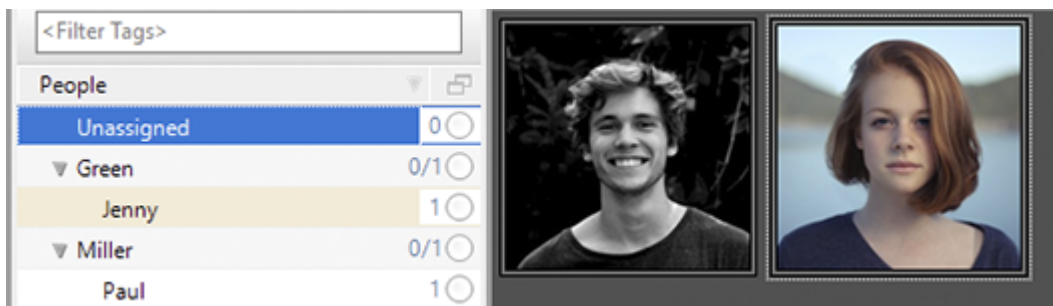 <Filter Tags>
People
Unassigned 0
Green 0/1
Jenny 1
Miller 0/1
Paul 1